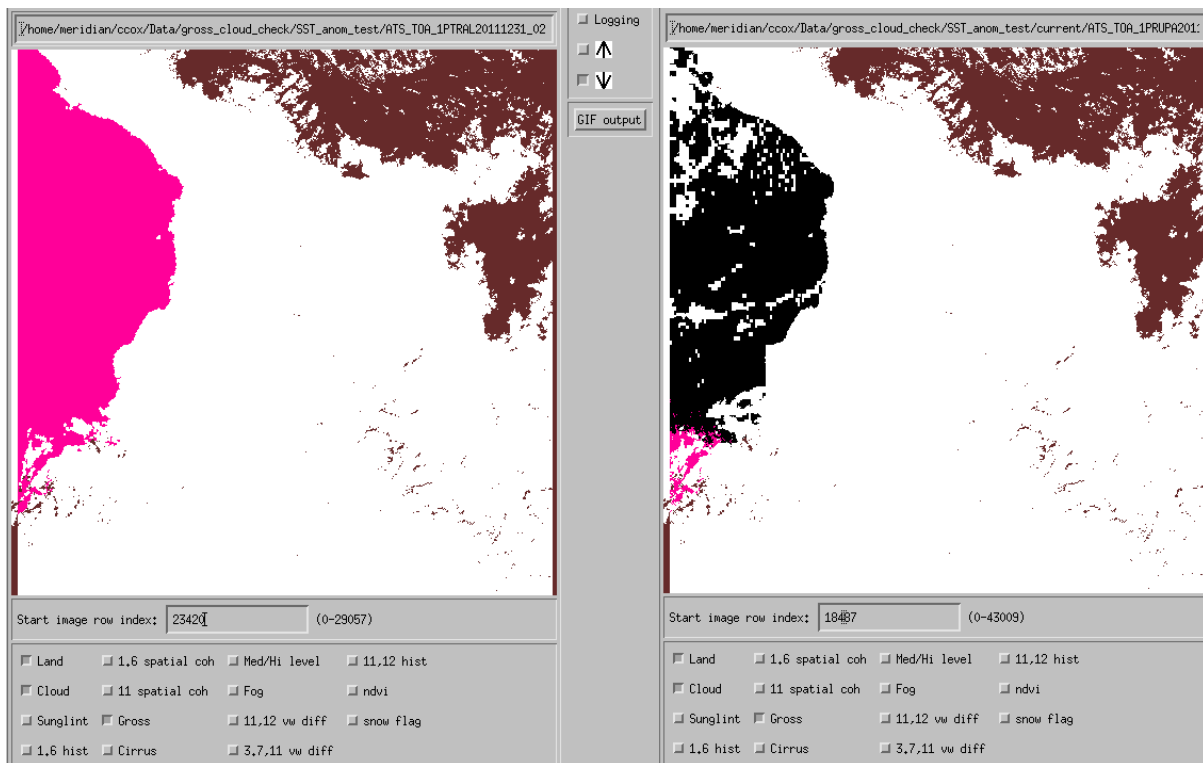 /home/meridian/ccox/Data/gross_cloud_check/SST_anom_test/ATS_TOA_1PTRAL20111231_02
Start image row index: 23420 (0-29057)
Land 1.6 spatial coh Med/Hi level 11,12 hist
Cloud 11 spatial coh Fog ndvi
Sunglint Gross 11,12 vw diff snow flag
1.6 hist Cirrus 3.7,11 vw diff
Logging
GIF output
/home/meridian/ccox/Data/gross_cloud_check/SST_anom_test/current/ATS_TOA_1PRUPA201
Start image row index: 18487 (0-43009)
Land 1.6 spatial coh Med/Hi level 11,12 hist
Cloud 11 spatial coh Fog ndvi
Sunglint Gross 11,12 vw diff snow flag
1.6 hist Cirrus 3.7,11 vw diff